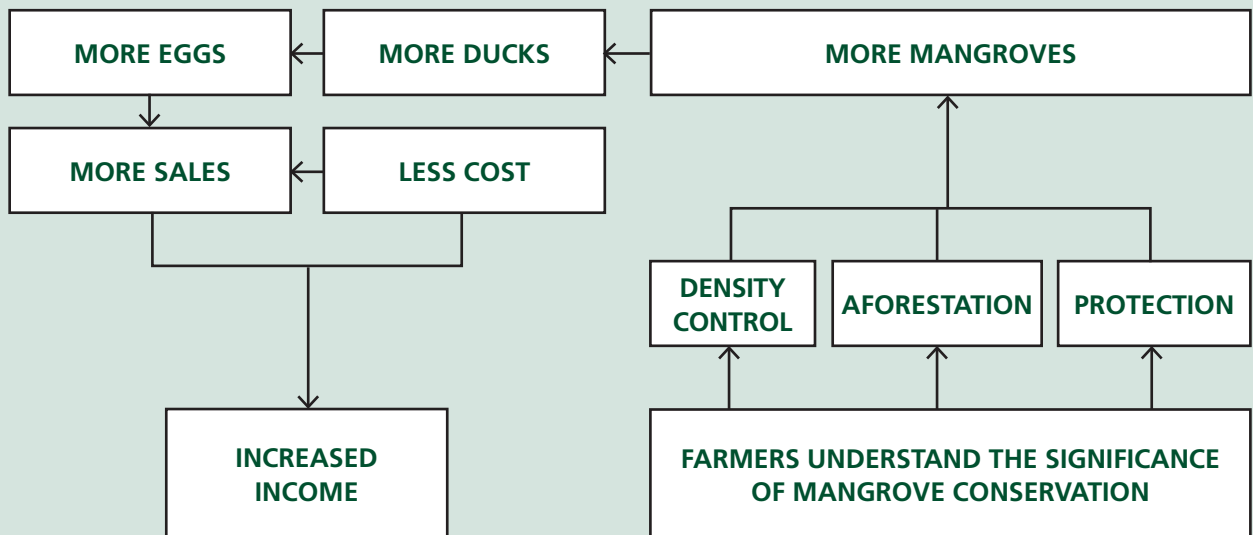 MORE EGGS
MORE DUCKS
MORE MANGROVES
MORE SALES
LESS COST
DENSITY
CONTROL
AFORESTATION
PROTECTION
INCREASED
INCOME
FARMERS UNDERSTAND THE SIGNIFICANCE
OF MANGROVE CONSERVATION